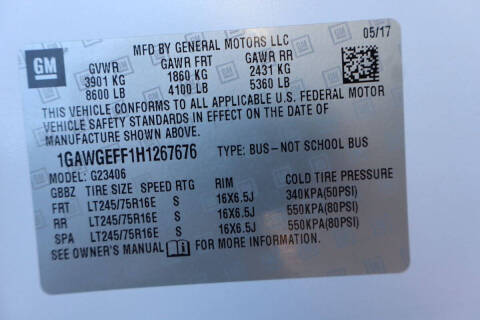 GM
MFD BY GENERAL MOTORS LLC
05/17
GVWR GAWR FRT GAWR RR
3901 KG 1860 KG 2431 KG
8600 LB 4100 LB 5360 LB
THIS VEHICLE CONFORMS TO ALL APPLICABLE U.S. FEDERAL MOTOR
VEHICLE SAFETY STANDARDS IN EFFECT ON THE DATE OF
MANUFACTURE SHOWN ABOVE.
1GAWGEFF1H1267676 TYPE: BUS-NOT SCHOOL BUS
MODEL: G23406
GBBZ TIRE SIZE SPEED RTG RIM COLD TIRE PRESSURE
FRT LT245/75R16E S 16X6.5J 340KPA(50PSI)
RR LT245/75R16E S 16X6.5J 550KPA(80PSI)
SPA LT245/75R16E S 16X6.5J 550KPA(80PSI)
SEE OWNER'S MANUAL FOR MORE INFORMATION.